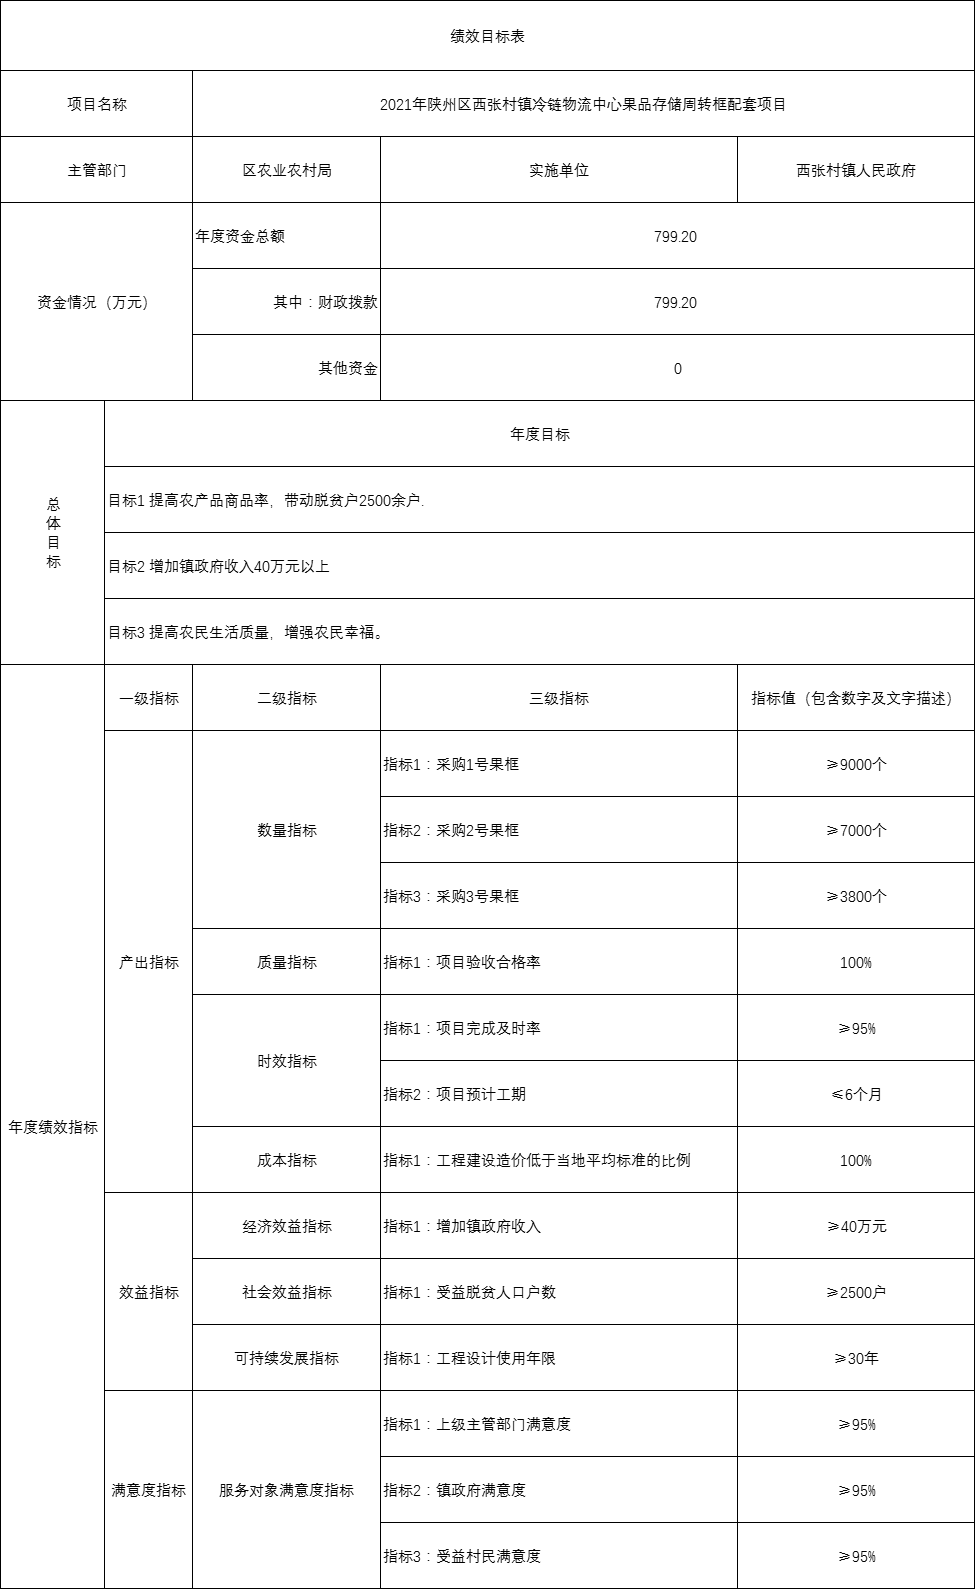 绩效目标表
项目名称 2021年陕州区西张村镇冷链物流中心果品存储周转框配套项目
主管部门 区农业农村局 实施单位 西张村镇人民政府
资金情况（万元） 年度资金总额 799.20
其中：财政拨款 799.20
其他资金 0
总体目标 年度目标
目标1 提高农产品商品率，带动脱贫户2500余户.
目标2 增加镇政府收入40万元以上
目标3 提高农民生活质量，增强农民幸福。
年度绩效指标 一级指标 二级指标 三级指标 指标值（包含数字及文字描述）
产出指标 数量指标 指标1：采购1号果框 ≥9000个
指标2：采购2号果框 ≥7000个
指标3：采购3号果框 ≥3800个
质量指标 指标1：项目验收合格率 100%
时效指标 指标1：项目完成及时率 ≥95%
指标2：项目预计工期 ≤6个月
成本指标 指标1：工程建设造价低于当地平均标准的比例 100%
效益指标 经济效益指标 指标1：增加镇政府收入 ≥40万元
社会效益指标 指标1：受益脱贫人口户数 ≥2500户
可持续发展指标 指标1：工程设计使用年限 ≥30年
满意度指标 服务对象满意度指标 指标1：上级主管部门满意度 ≥95%
指标2：镇政府满意度 ≥95%
指标3：受益村民满意度 ≥95%